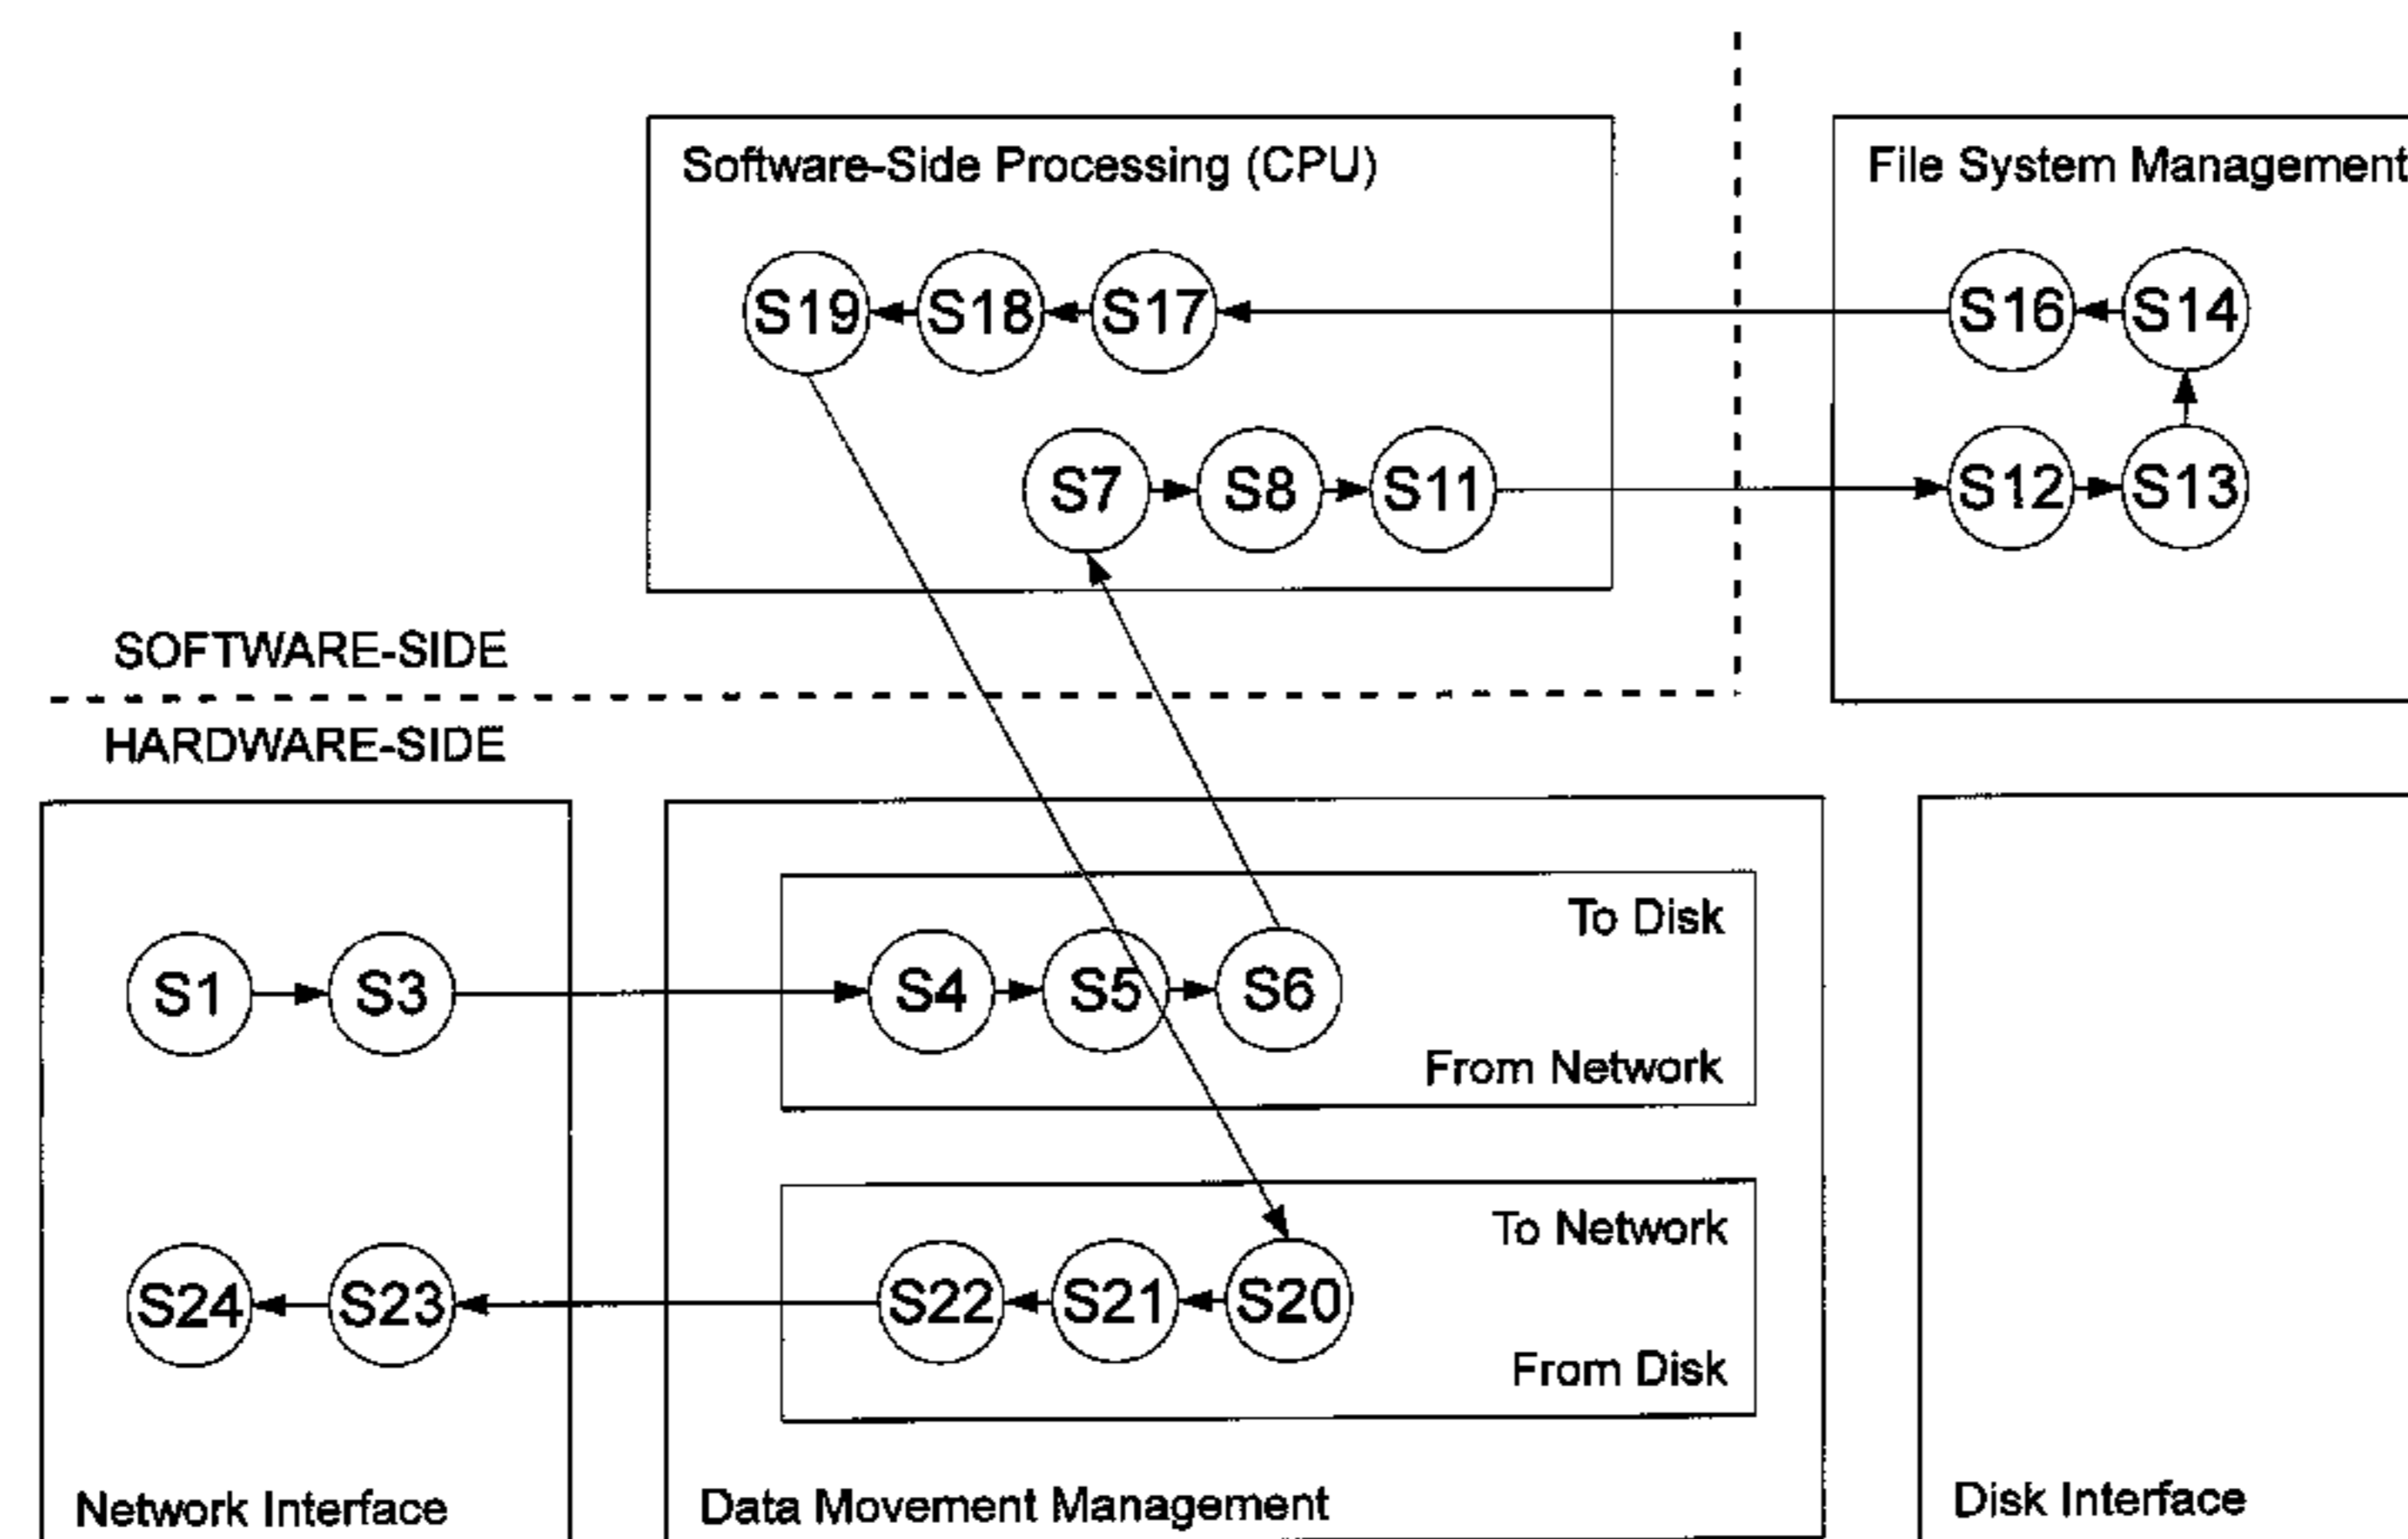 Software-Side Processing (CPU)
File System Management
S19 S18 S17
S16 S14
S7 S8 S11
S12 S13
SOFTWARE-SIDE
HARDWARE-SIDE
To Disk
S1 S3
S4 S5 S6
From Network
To Network
S24 S23
S22 S21 S20
From Disk
Network Interface
Data Movement Management
Disk Interface